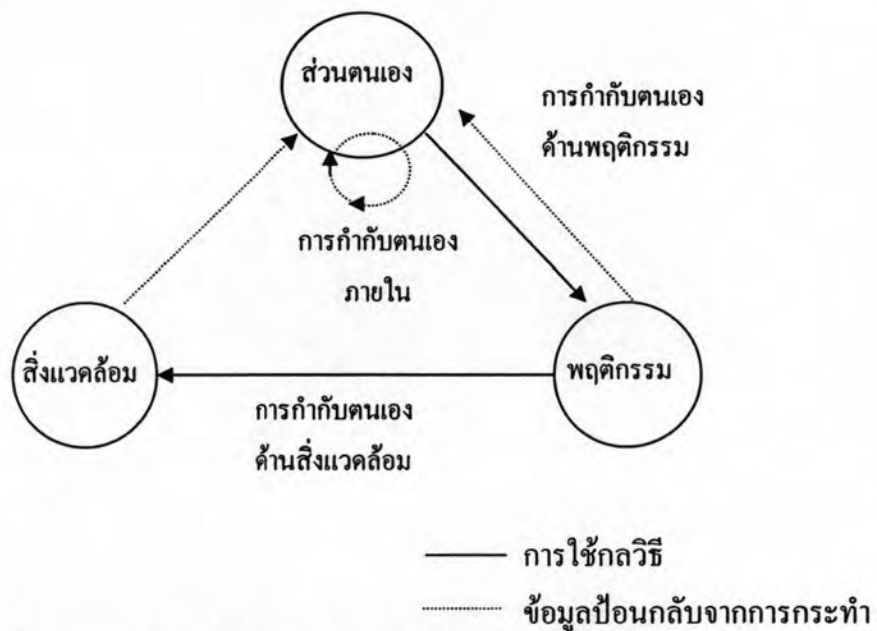 ส่วนตนเอง
การกำกับตนเอง
ด้านพฤติกรรม
การกำกับตนเอง
ภายใน
สิ่งแวดล้อม
พฤติกรรม
การกำกับตนเอง
ด้านสิ่งแวดล้อม
การใช้กลวิธี
ข้อมูลป้อนกลับจากการกระทำ